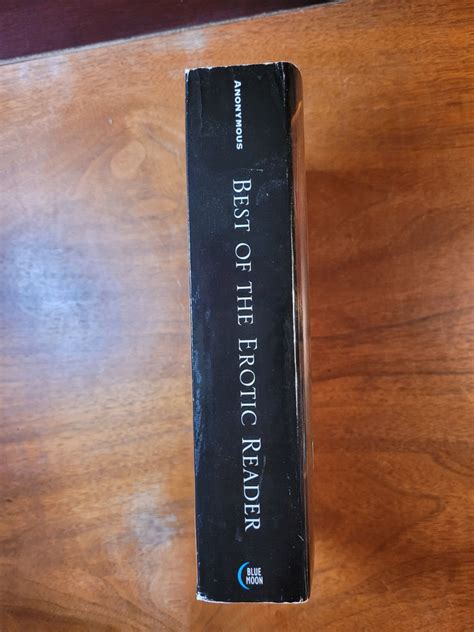 ANONYMOUS
BEST OF THE EROTIC READER
BLUE
MOON